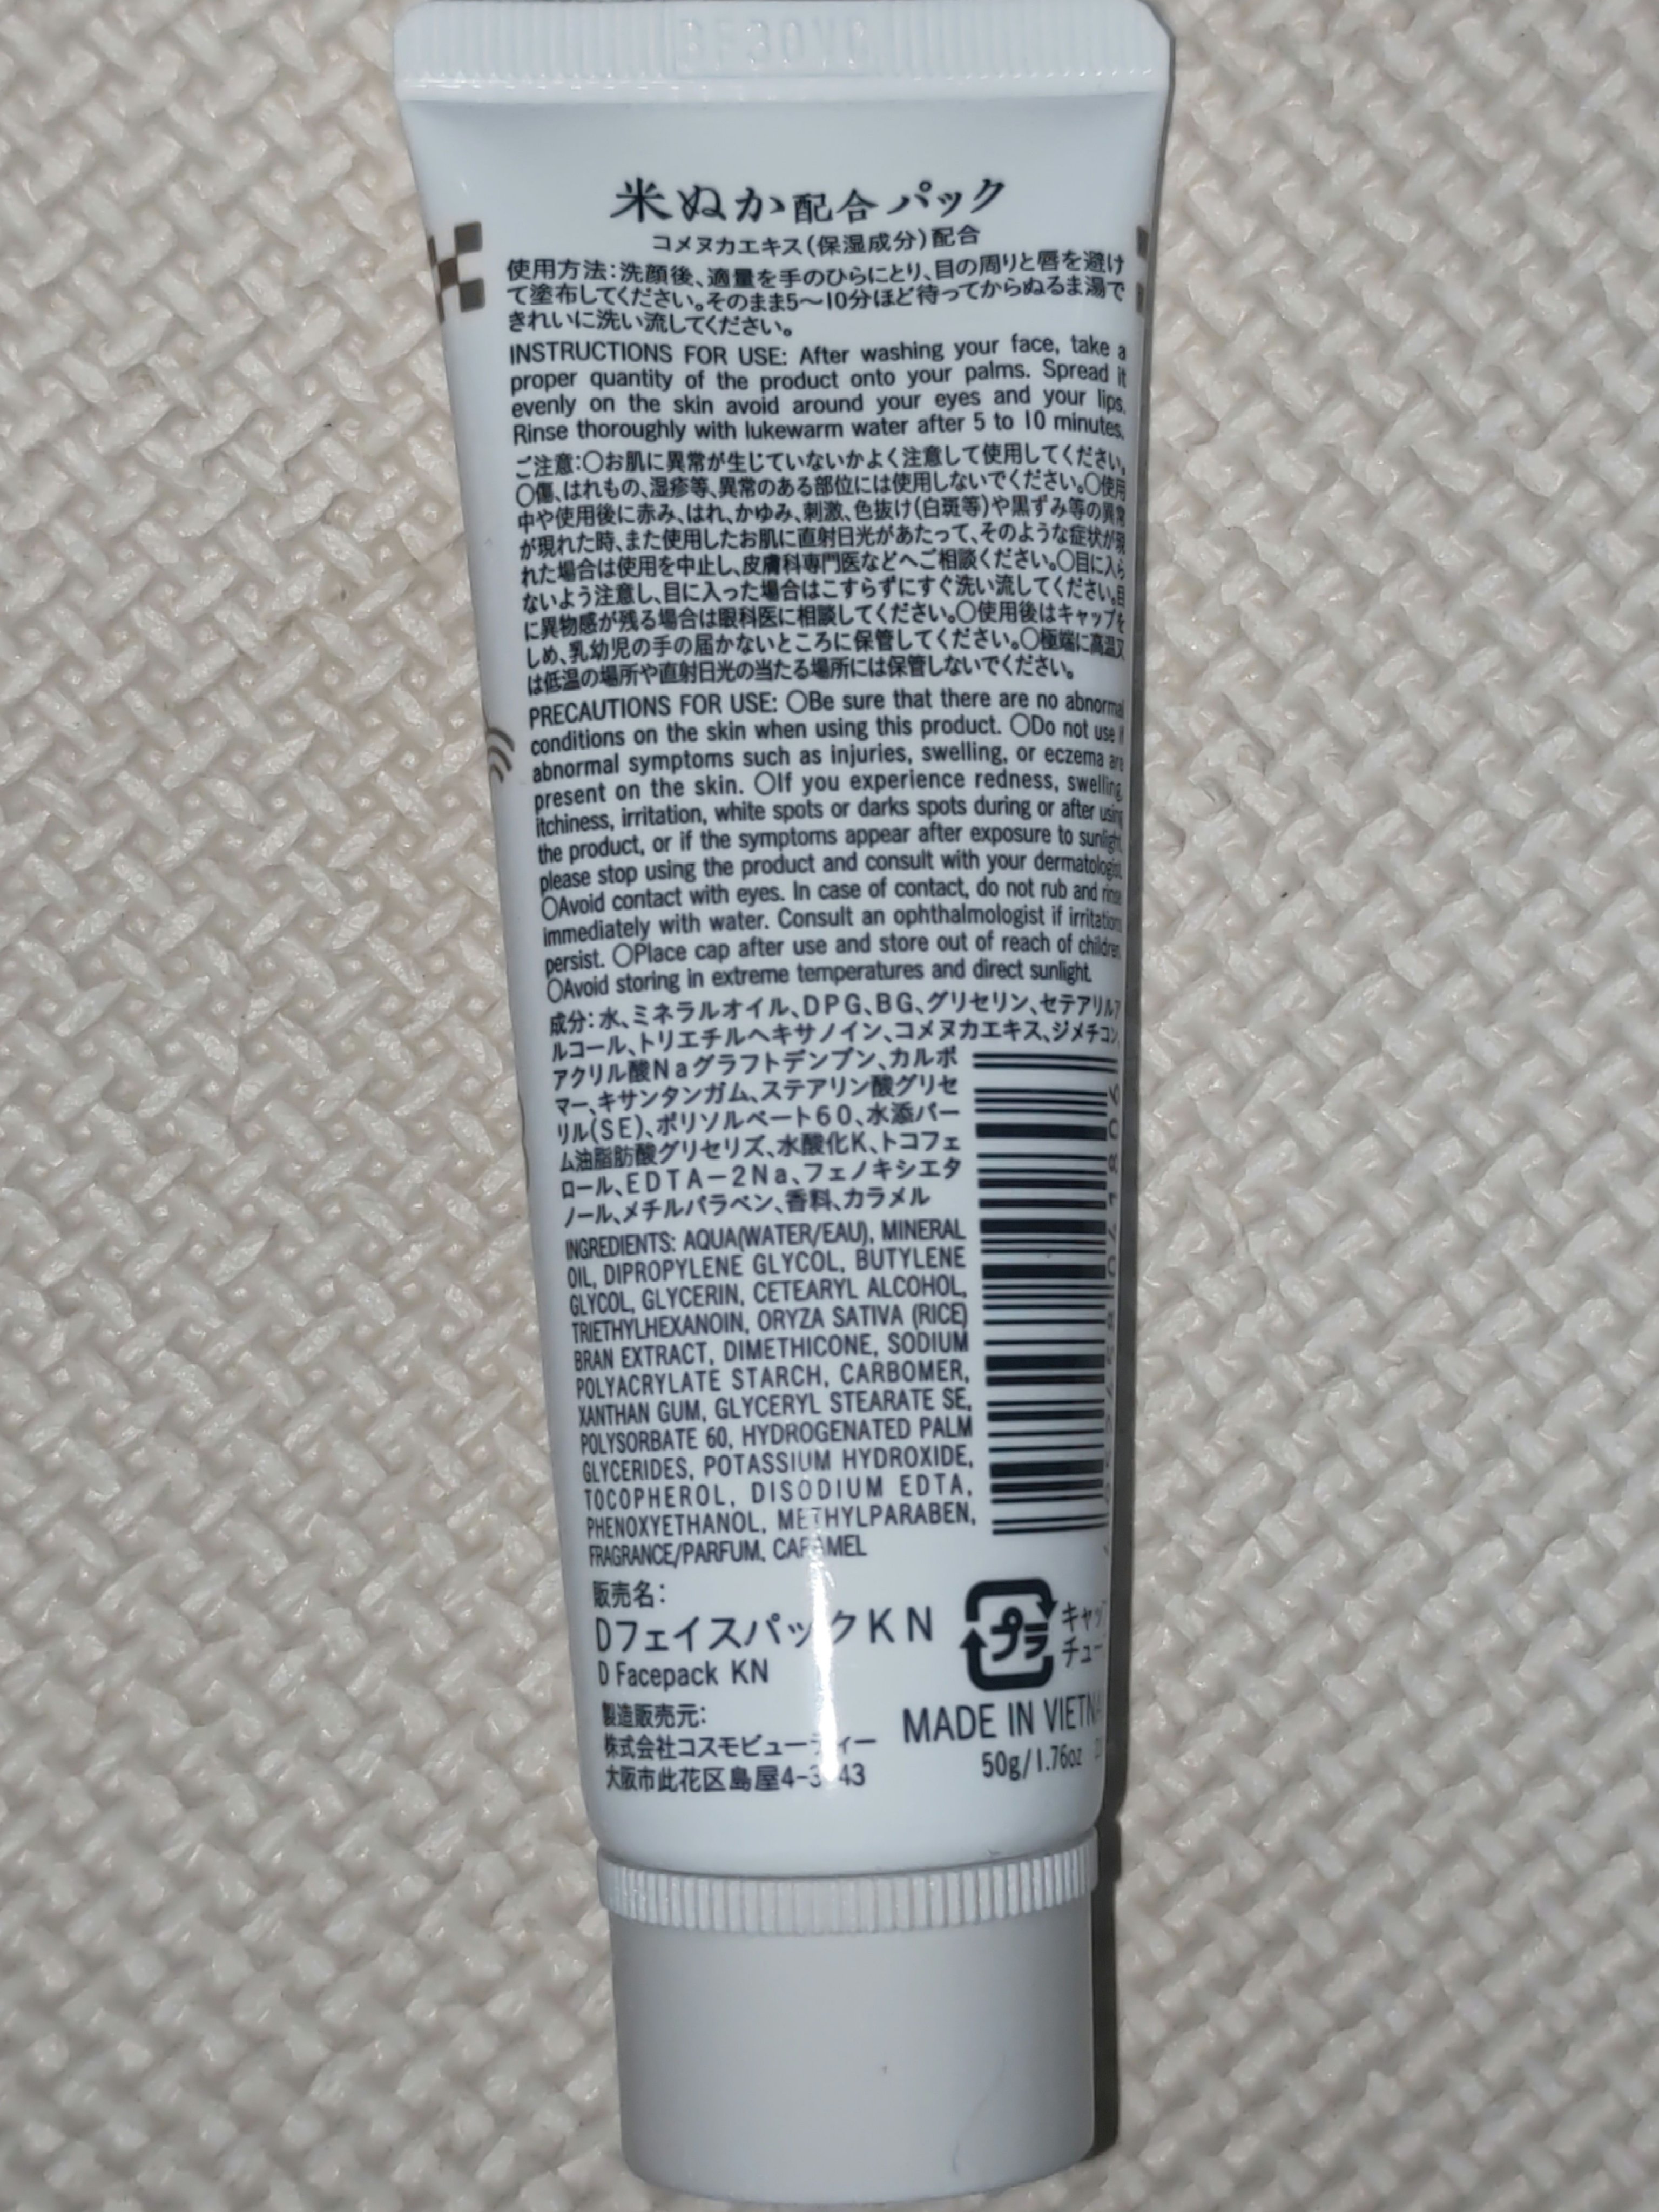 米ぬか配合パック
コメヌカエキス(保湿成分)配合
使用方法:洗顔後、適量を手のひらにとり、目の周りと唇を避け
て塗布してください。そのまま5〜10分ほど待ってからぬるま湯で
きれいに洗い流してください。
INSTRUCTIONS FOR USE: After washing your face, take a
proper quantity of the product onto your palms. Spread it
evenly on the skin avoid around your eyes and your lips.
Rinse thoroughly with lukewarm water after 5 to 10 minutes.
ご注意:○お肌に異常が生じていないかよく注意して使用してください。
○傷、はれもの、湿疹等、異常のある部位には使用しないでください。○使用
中や使用後に赤み、はれ、かゆみ、刺激、色抜け(白斑等)や黒ずみ等の異常
が現れた時、また使用したお肌に直射日光があたって、そのような症状が現
れた場合は使用を中止し、皮膚科専門医などへご相談ください。○目に入ら
ないよう注意し、目に入った場合はこすらずにすぐ洗い流してください。目
に異物感が残る場合は眼科医に相談してください。○使用後はキャップを
しめ、乳幼児の手の届かないところに保管してください。○極端に高温又
は低温の場所や直射日光の当たる場所には保管しないでください。
PRECAUTIONS FOR USE: ○Be sure that there are no abnormal
conditions on the skin when using this product. ○Do not use if
abnormal symptoms such as injuries, swelling, or eczema are
present on the skin. ○If you experience redness, swelling,
itchiness, irritation, white spots or darks spots during or after using
the product, or if the symptoms appear after exposure to sunlight,
please stop using the product and consult with your dermatologist.
○Avoid contact with eyes. In case of contact, do not rub and rinse
immediately with water. Consult an ophthalmologist if irritations
persist. ○Place cap after use and store out of reach of children.
○Avoid storing in extreme temperatures and direct sunlight.
成分:水、ミネラルオイル、DPG、BG、グリセリン、セテアリルア
ルコール、トリエチルヘキサノイン、コメヌカエキス、ジメチコン、
アクリル酸Naグラフトデンプン、カルボ
マー、キサンタンガム、ステアリン酸グリセ
リル(SE)、ポリソルベート60、水添パー
ム油脂肪酸グリセリズ、水酸化K、トコフェ
ロール、EDTA-2Na、フェノキシエタ
ノール、メチルパラベン、香料、カラメル
INGREDIENTS: AQUA(WATER/EAU), MINERAL
OIL, DIPROPYLENE GLYCOL, BUTYLENE
GLYCOL, GLYCERIN, CETEARYL ALCOHOL,
TRIETHYLHEXANOIN, ORYZA SATIVA (RICE)
BRAN EXTRACT, DIMETHICONE, SODIUM
POLYACRYLATE STARCH, CARBOMER,
XANTHAN GUM, GLYCERYL STEARATE SE,
POLYSORBATE 60, HYDROGENATED PALM
GLYCERIDES, POTASSIUM HYDROXIDE,
TOCOPHEROL, DISODIUM EDTA,
PHENOXYETHANOL, METHYLPARABEN,
FRAGRANCE/PARFUM, CARAMEL
販売名:
DフェイスパックKN
D Facepack KN
プラ
キャッ
チュー
製造販売元:
株式会社コスモビューティー
大阪市此花区島屋4-3-43
MADE IN VIETNA
50g/1.76oz